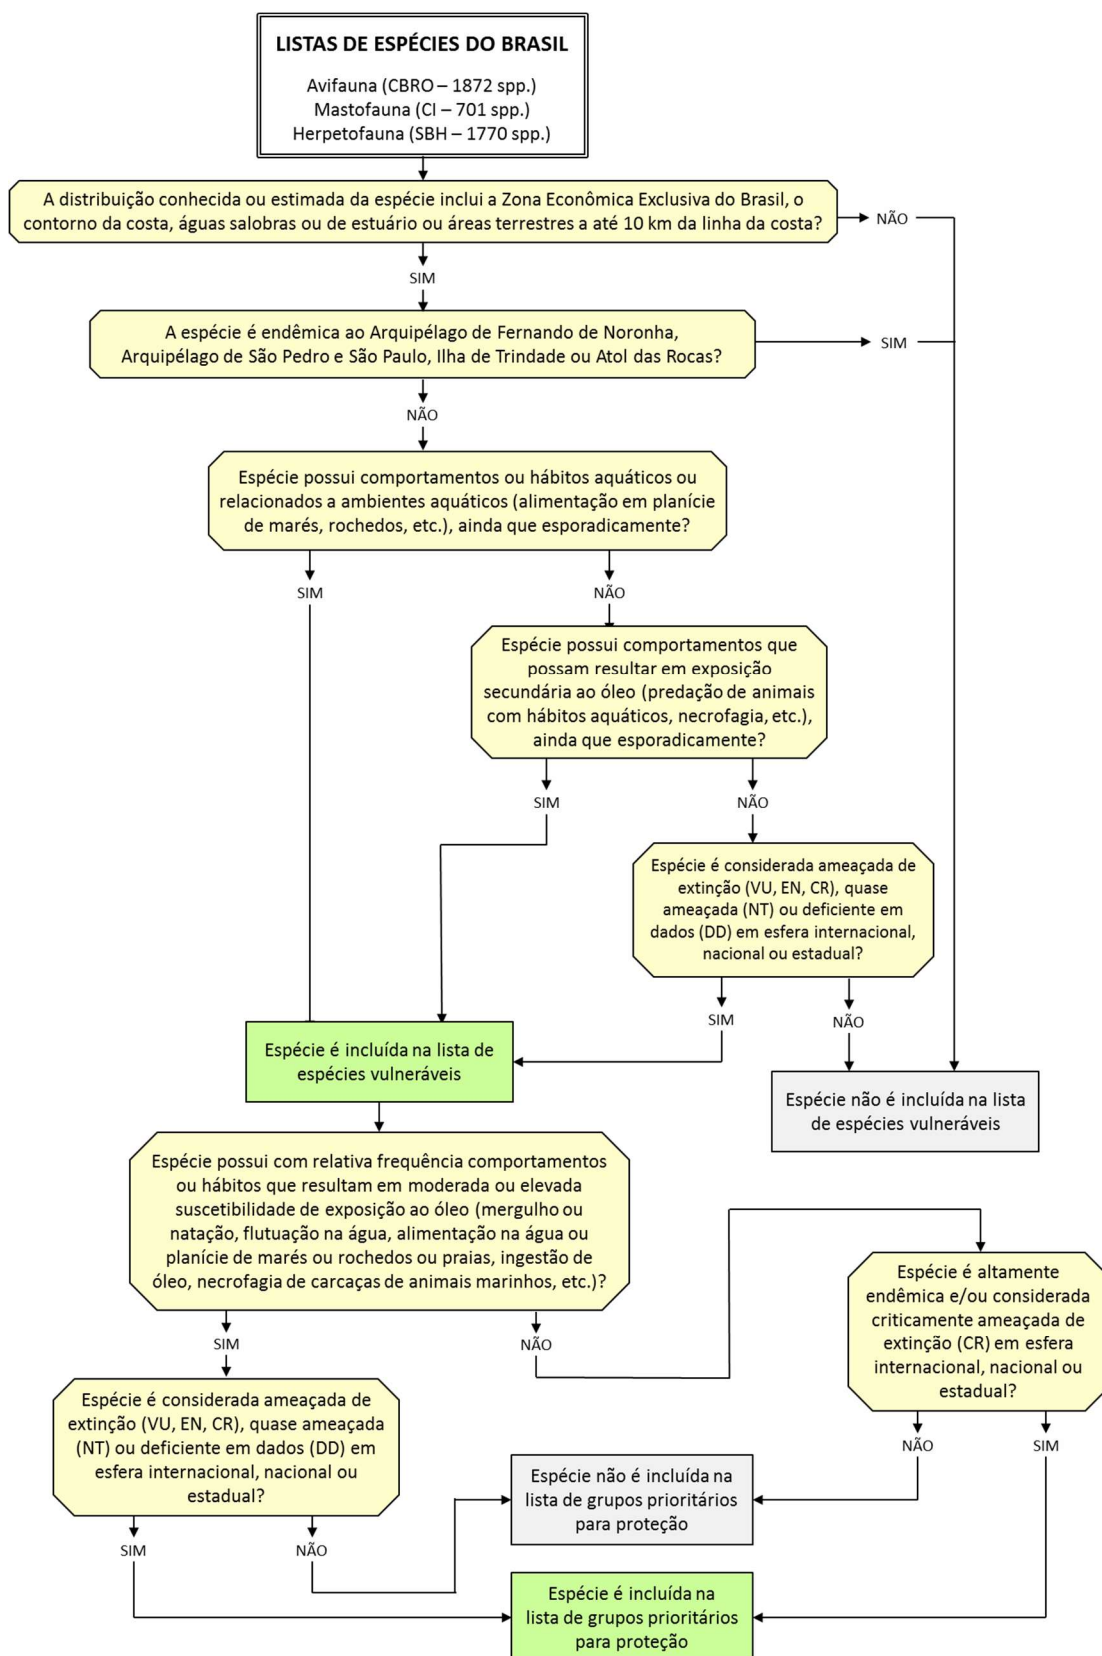 LISTAS DE ESPÉCIES DO BRASIL
Avifauna (CBRO – 1872 spp.)
Mastofauna (CI – 701 spp.)
Herpetofauna (SBH – 1770 spp.)
A distribuição conhecida ou estimada da espécie inclui a Zona Econômica Exclusiva do Brasil, o
contorno da costa, águas salobras ou de estuário ou áreas terrestres a até 10 km da linha da costa?
NÃO
SIM
A espécie é endêmica ao Arquipélago de Fernando de Noronha,
Arquipélago de São Pedro e São Paulo, Ilha de Trindade ou Atol das Rocas?
SIM
NÃO
Espécie possui comportamentos ou hábitos aquáticos ou
relacionados a ambientes aquáticos (alimentação em planície
de marés, rochedos, etc.), ainda que esporadicamente?
SIM
NÃO
Espécie possui comportamentos que
possam resultar em exposição
secundária ao óleo (predação de animais
com hábitos aquáticos, necrofagia, etc.),
ainda que esporadicamente?
SIM
NÃO
Espécie é considerada ameaçada de
extinção (VU, EN, CR), quase
ameaçada (NT) ou deficiente em
dados (DD) em esfera internacional,
nacional ou estadual?
SIM
NÃO
Espécie é incluída na lista de
espécies vulneráveis
Espécie não é incluída na lista
de espécies vulneráveis
Espécie possui com relativa frequência comportamentos
ou hábitos que resultam em moderada ou elevada
suscetibilidade de exposição ao óleo (mergulho ou
natação, flutuação na água, alimentação na água ou
planície de marés ou rochedos ou praias, ingestão de
óleo, necrofagia de carcaças de animais marinhos, etc.)?
SIM
NÃO
Espécie é altamente
endêmica e/ou considerada
criticamente ameaçada de
extinção (CR) em esfera
internacional, nacional ou
estadual?
NÃO
SIM
Espécie é considerada ameaçada de
extinção (VU, EN, CR), quase ameaçada
(NT) ou deficiente em dados (DD) em
esfera internacional, nacional ou
estadual?
SIM
NÃO
Espécie não é incluída na
lista de grupos prioritários
para proteção
Espécie é incluída na
lista de grupos prioritários
para proteção